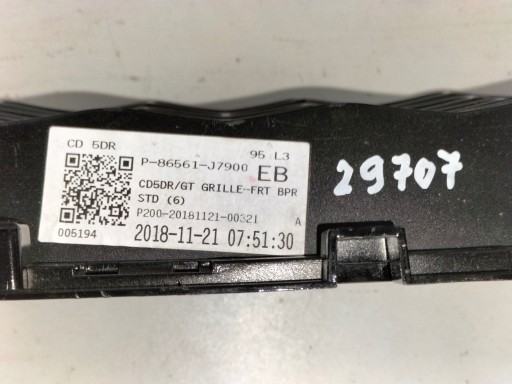 CD 5DR
P-86561-J7900
95 L3
EB
CD5DR/GT GRILLE-FRT BPR
STD (6)
P200-20181121-00321
A
005194
2018-11-21 07:51:30
29707